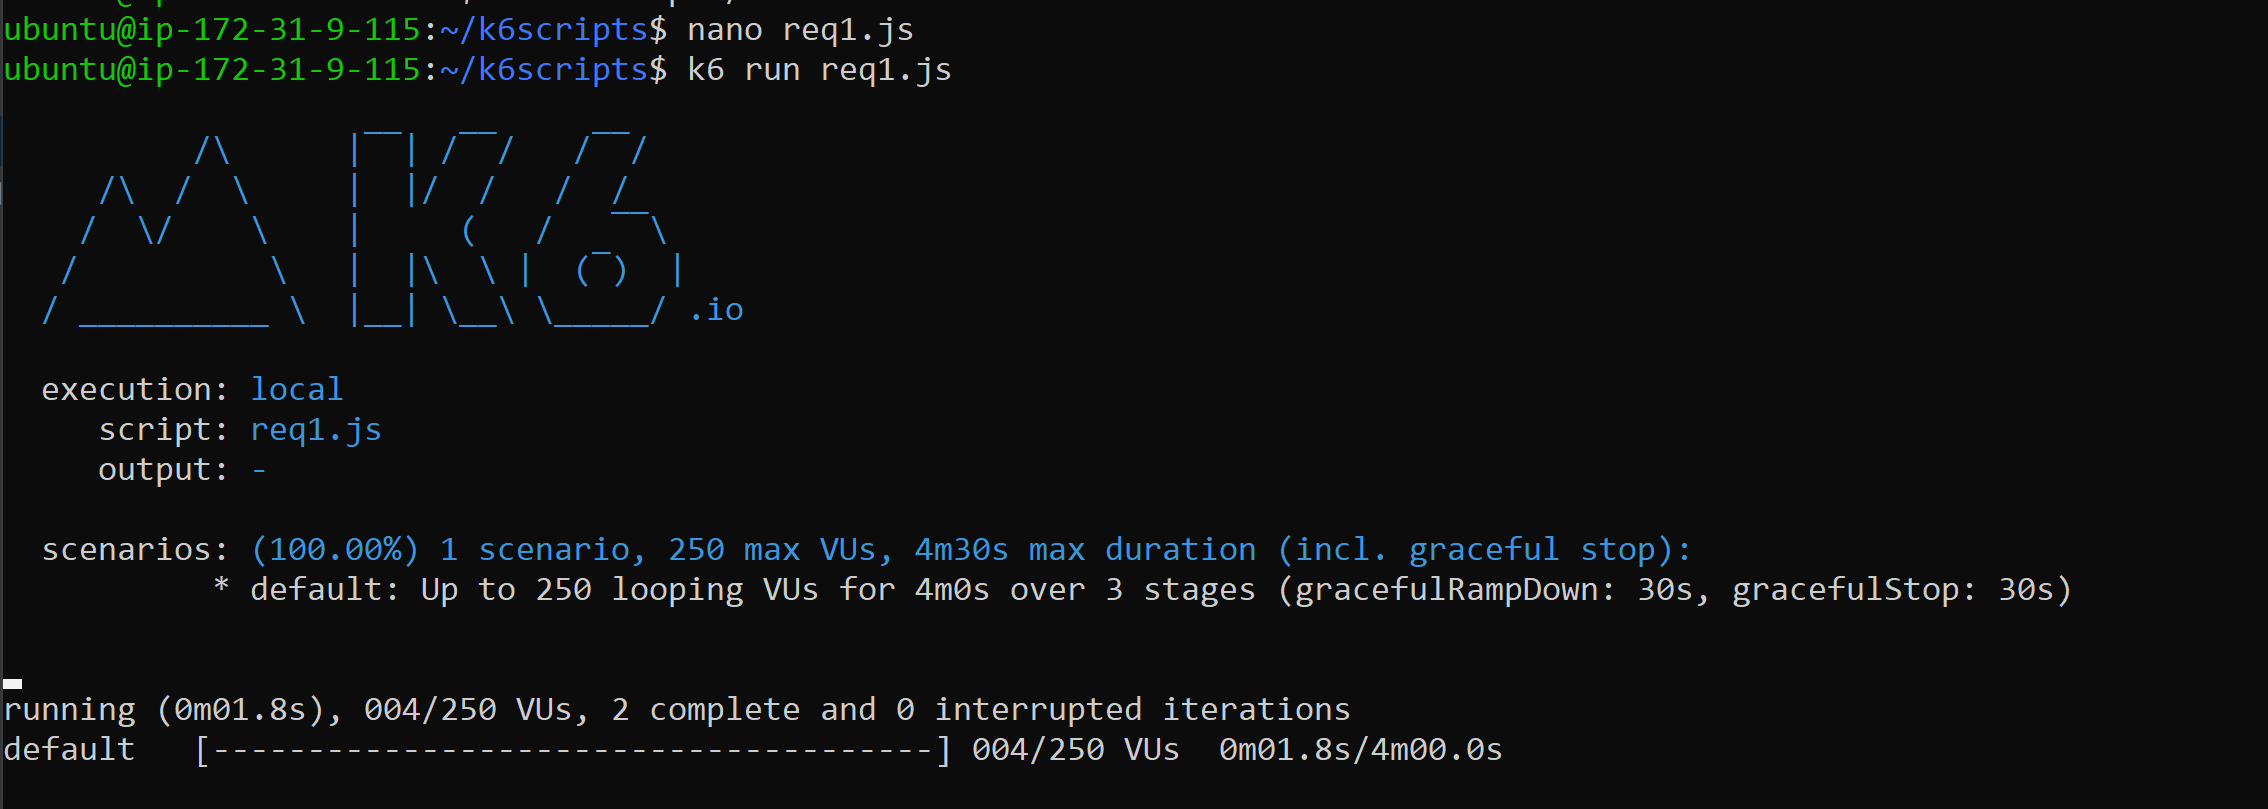 ubuntu@ip-172-31-9-115:~/k6scripts$ nano req1.js
ubuntu@ip-172-31-9-115:~/k6scripts$ k6 run req1.js
K6 .io
execution: local
script: req1.js
output: -
scenarios: (100.00%) 1 scenario, 250 max VUs, 4m30s max duration (incl. graceful stop):
* default: Up to 250 looping VUs for 4m0s over 3 stages (gracefulRampDown: 30s, gracefulStop: 30s)
running (0m01.8s), 004/250 VUs, 2 complete and 0 interrupted iterations
default [--------------------------------------] 004/250 VUs 0m01.8s/4m00.0s